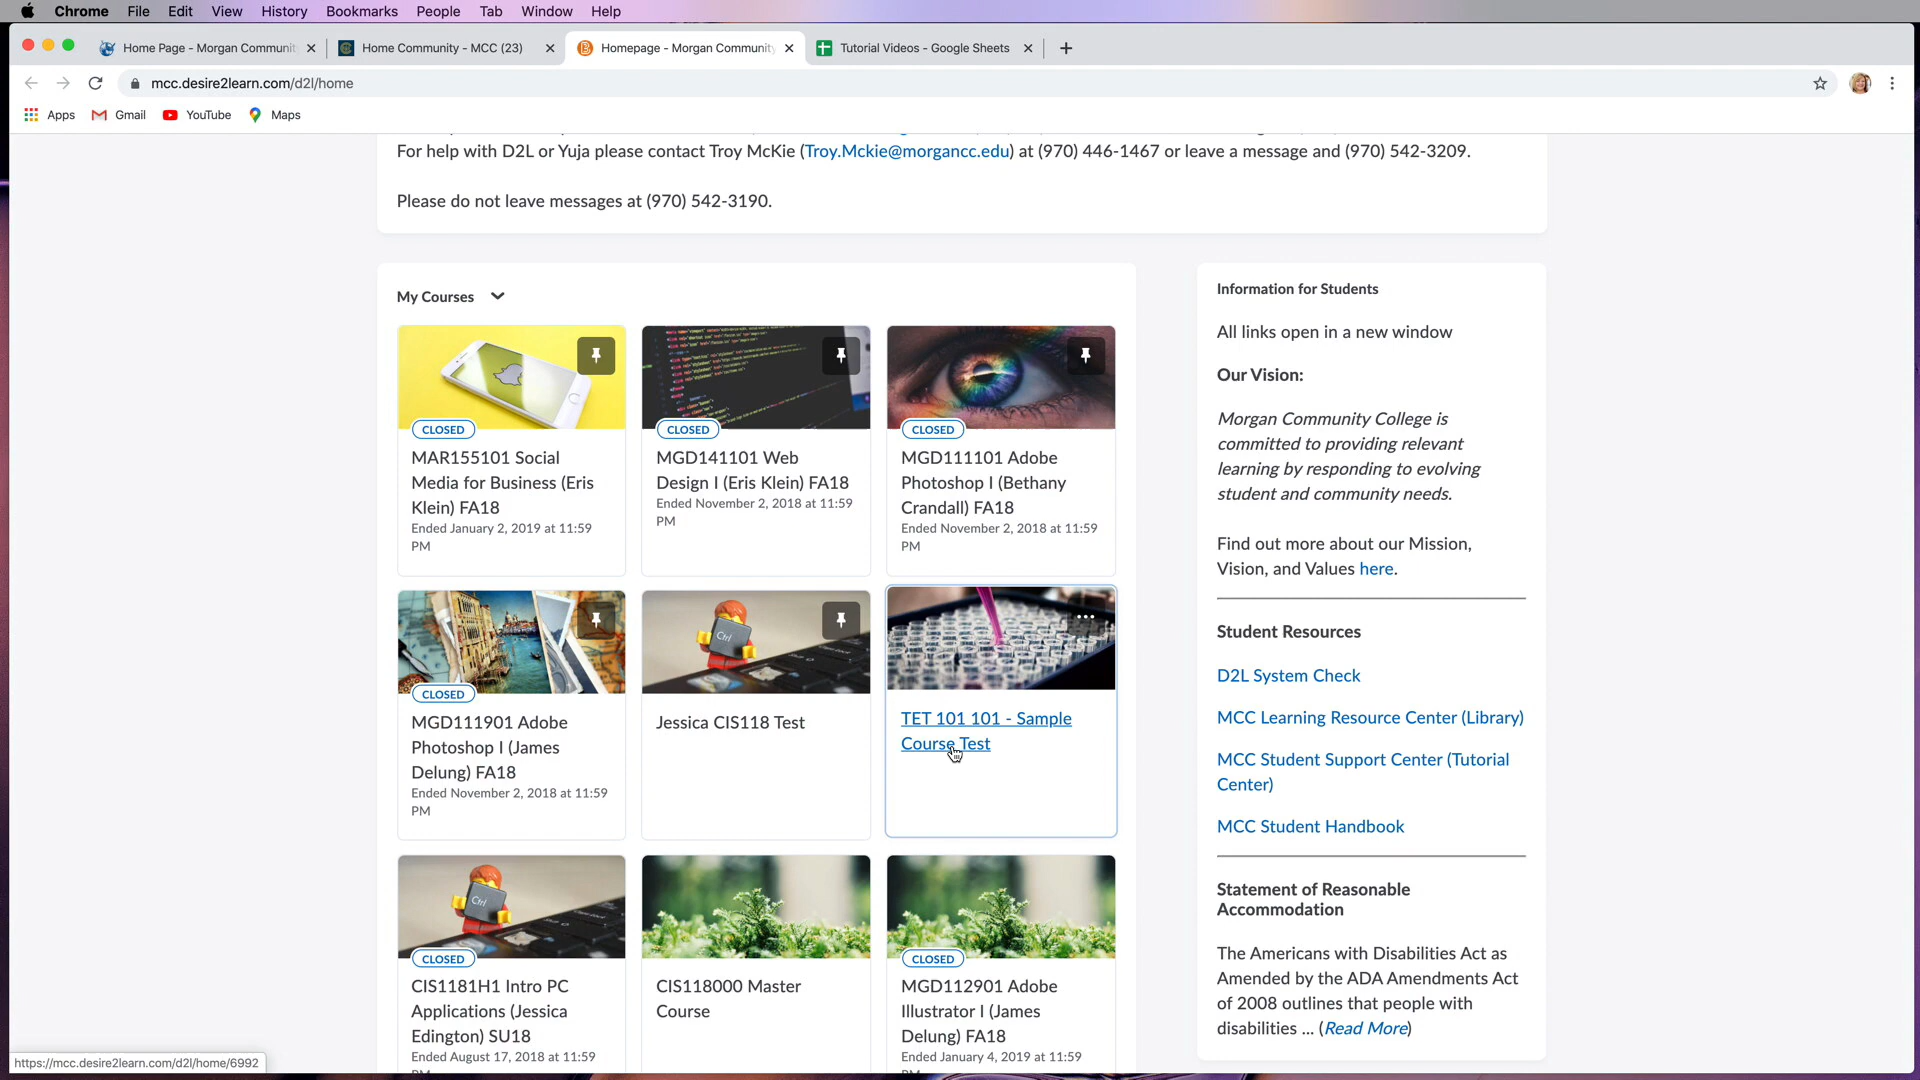 Chrome File Edit View History Bookmarks People Tab Window Help
Home Page - Morgan Communit
Home Community - MCC (23)
Homepage - Morgan Community
Tutorial Videos - Google Sheets
mcc.desire2learn.com/d2l/home
Apps Gmail YouTube Maps
For help with D2L or Yuja please contact Troy McKie (Troy.Mckie@morgancc.edu) at (970) 446-1467 or leave a message and (970) 542-3209.
Please do not leave messages at (970) 542-3190.
My Courses
CLOSED
MAR155101 Social
Media for Business (Eris
Klein) FA18
Ended January 2, 2019 at 11:59
PM
CLOSED
MGD141101 Web
Design I (Eris Klein) FA18
Ended November 2, 2018 at 11:59
PM
CLOSED
MGD111101 Adobe
Photoshop I (Bethany
Crandall) FA18
Ended November 2, 2018 at 11:59
PM
CLOSED
MGD111901 Adobe
Photoshop I (James
Delung) FA18
Ended November 2, 2018 at 11:59
PM
Ctrl
Jessica CIS118 Test
TET 101 101 - Sample
Course Test
Ctrl
CLOSED
CIS1181H1 Intro PC
Applications (Jessica
Edington) SU18
Ended August 17, 2018 at 11:59
CIS118000 Master
Course
CLOSED
MGD112901 Adobe
Illustrator I (James
Delung) FA18
Ended January 4, 2019 at 11:59
Information for Students
All links open in a new window
Our Vision:
Morgan Community College is
committed to providing relevant
learning by responding to evolving
student and community needs.
Find out more about our Mission,
Vision, and Values here.
Student Resources
D2L System Check
MCC Learning Resource Center (Library)
MCC Student Support Center (Tutorial
Center)
MCC Student Handbook
Statement of Reasonable
Accommodation
The Americans with Disabilities Act as
Amended by the ADA Amendments Act
of 2008 outlines that people with
disabilities ... (Read More)
https://mcc.desire2learn.com/d2l/home/6992